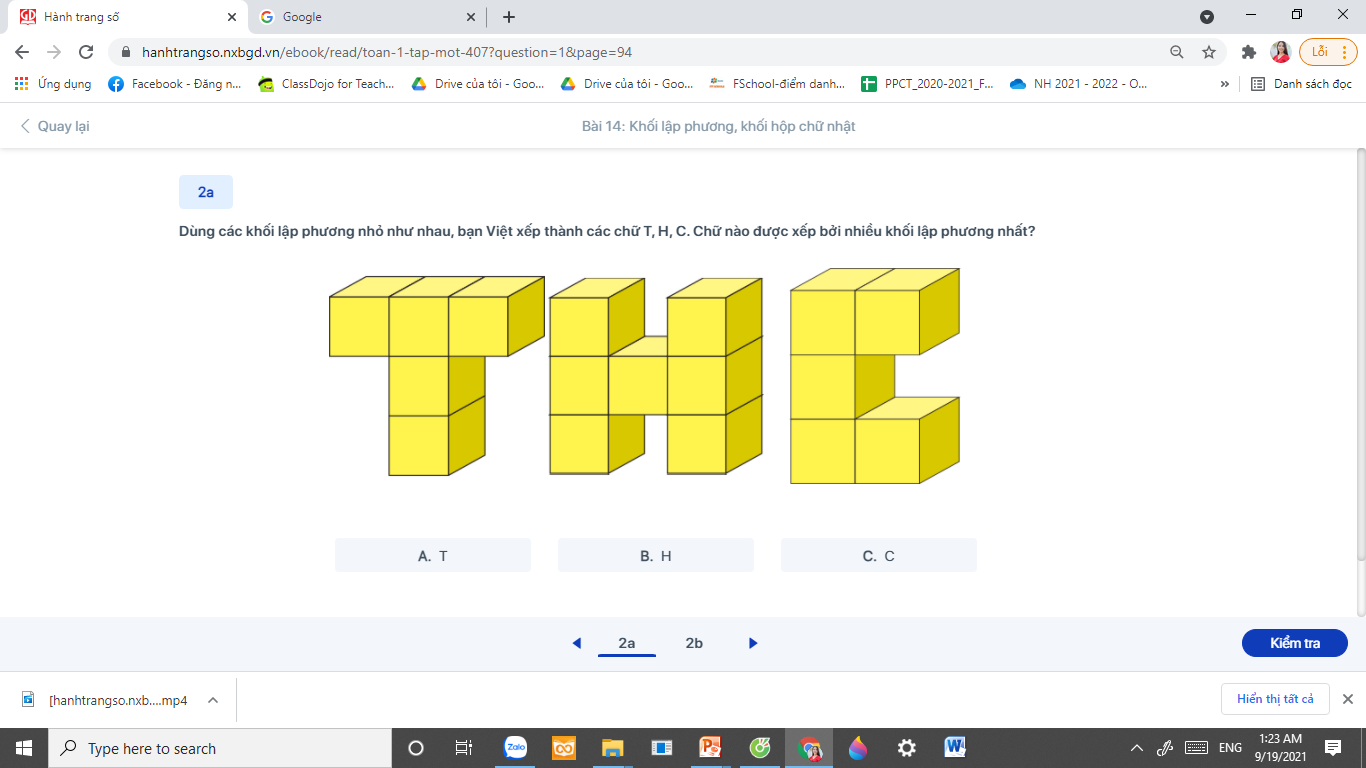 Hành trang số
Google
hanhtrangso.nxbgd.vn/ebook/read/toan-1-tap-mot-407?question=1&page=94
Lỗi
Ứng dụng
Facebook - Đăng n...
ClassDojo for Teach...
Drive của tôi - Goo...
Drive của tôi - Goo...
FSchool-điểm danh...
PPCT_2020-2021_F...
NH 2021 - 2022 - O...
»
Danh sách đọc
Quay lại
Bài 14: Khối lập phương, khối hộp chữ nhật
2a
Dùng các khối lập phương nhỏ như nhau, bạn Việt xếp thành các chữ T, H, C. Chữ nào được xếp bởi nhiều khối lập phương nhất?
A. T
B. H
C. C
2a
2b
Kiểm tra
[hanhtrangso.nxb....mp4
Hiển thị tất cả
Type here to search
Zalo
ENG
1:23 AM
9/19/2021